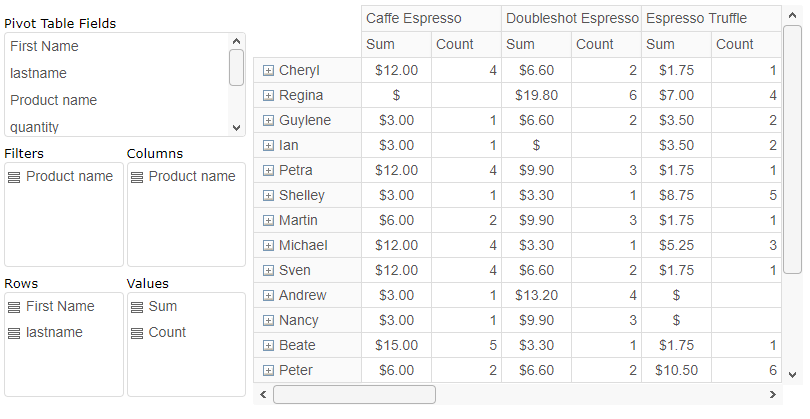 Pivot Table Fields
First Name
lastname
Product name
quantity
Filters
Product name
Columns
Product name
Rows
First Name
lastname
Values
Sum
Count
Caffe Espresso Doubleshot Espresso Espresso Truffle
Sum Count Sum Count Sum Count
Cheryl $12.00 4 $6.60 2 $1.75 1
Regina $ $19.80 6 $7.00 4
Guylene $3.00 1 $6.60 2 $3.50 2
Ian $3.00 1 $ $3.50 2
Petra $12.00 4 $9.90 3 $1.75 1
Shelley $3.00 1 $3.30 1 $8.75 5
Martin $6.00 2 $9.90 3 $1.75 1
Michael $12.00 4 $3.30 1 $5.25 3
Sven $12.00 4 $6.60 2 $1.75 1
Andrew $3.00 1 $13.20 4 $
Nancy $3.00 1 $9.90 3 $
Beate $15.00 5 $3.30 1 $1.75 1
Peter $6.00 2 $6.60 2 $10.50 6